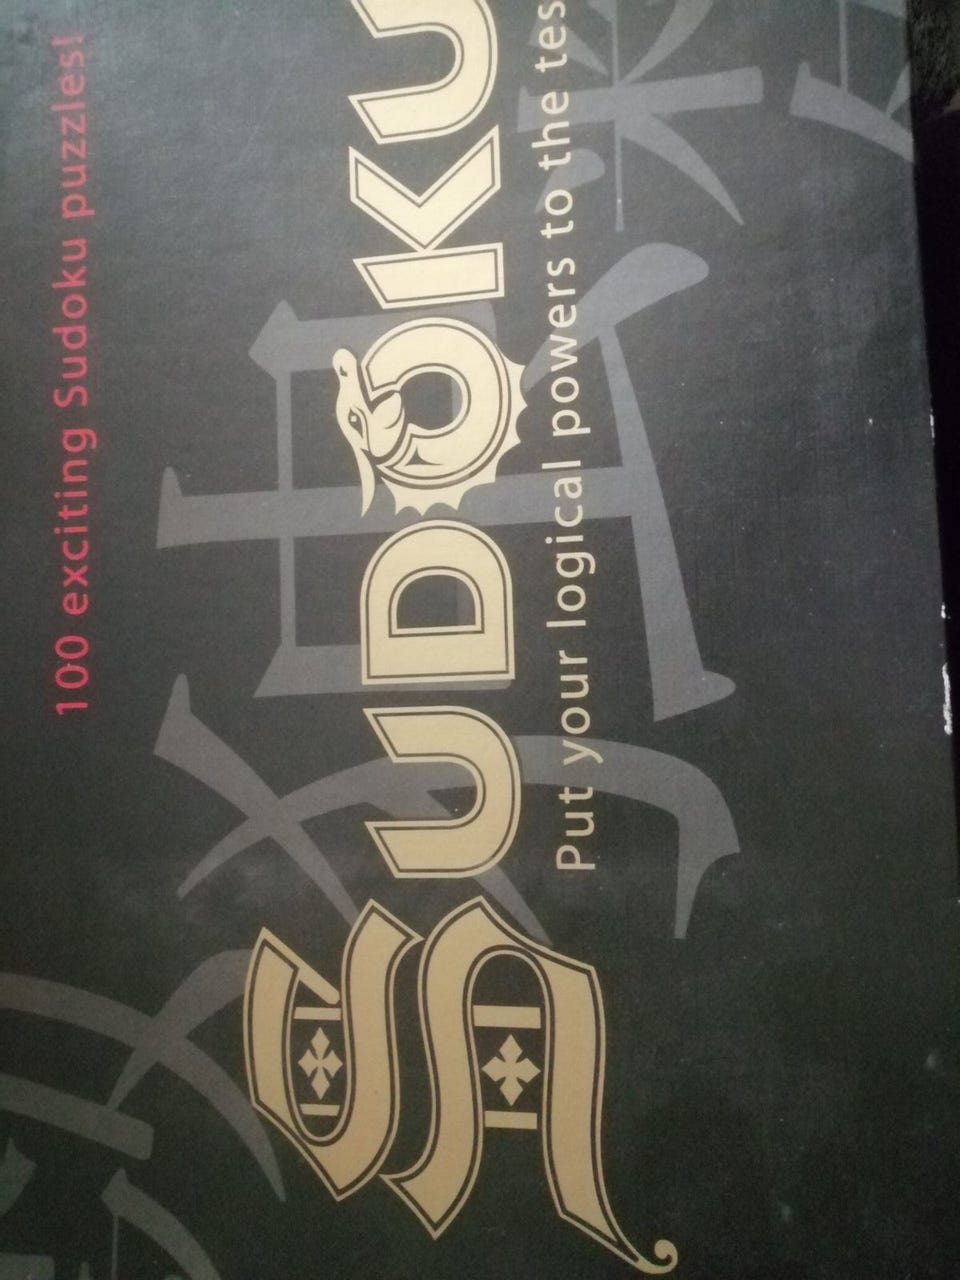 100 exciting Sudoku puzzles!
SUDOKU
Put your logical powers to the tes